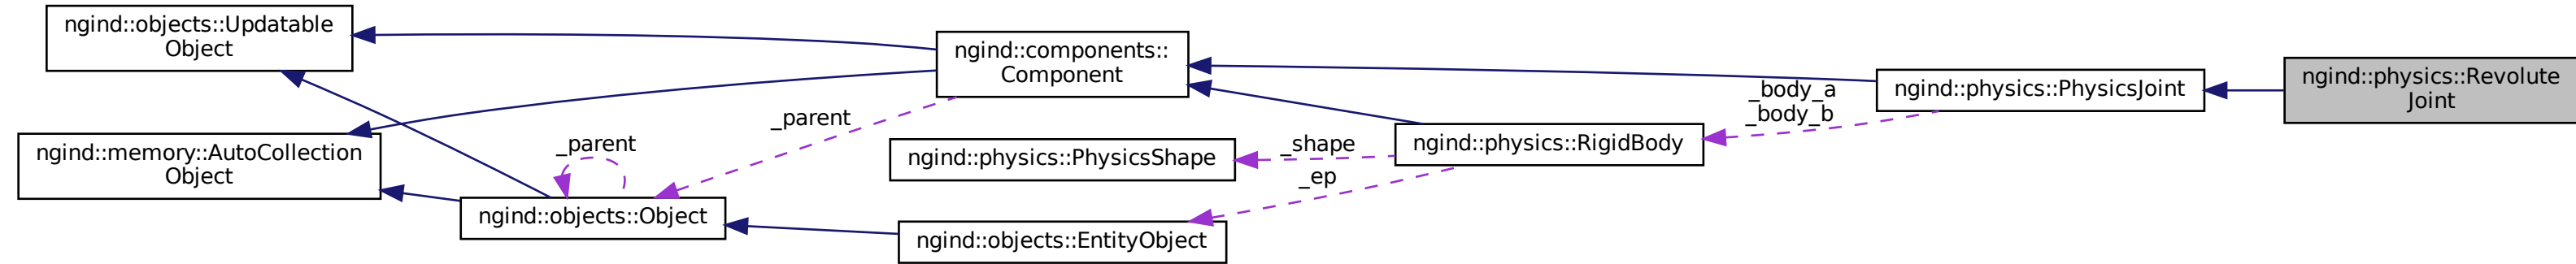 ngind::objects::Updatable
Object
ngind::memory::AutoCollection
Object
_parent
ngind::objects::Object
_parent
ngind::components::
Component
ngind::physics::PhysicsShape
ngind::objects::EntityObject
_shape
_ep
ngind::physics::RigidBody
_body_a
_body_b
ngind::physics::PhysicsJoint
ngind::physics::Revolute
Joint